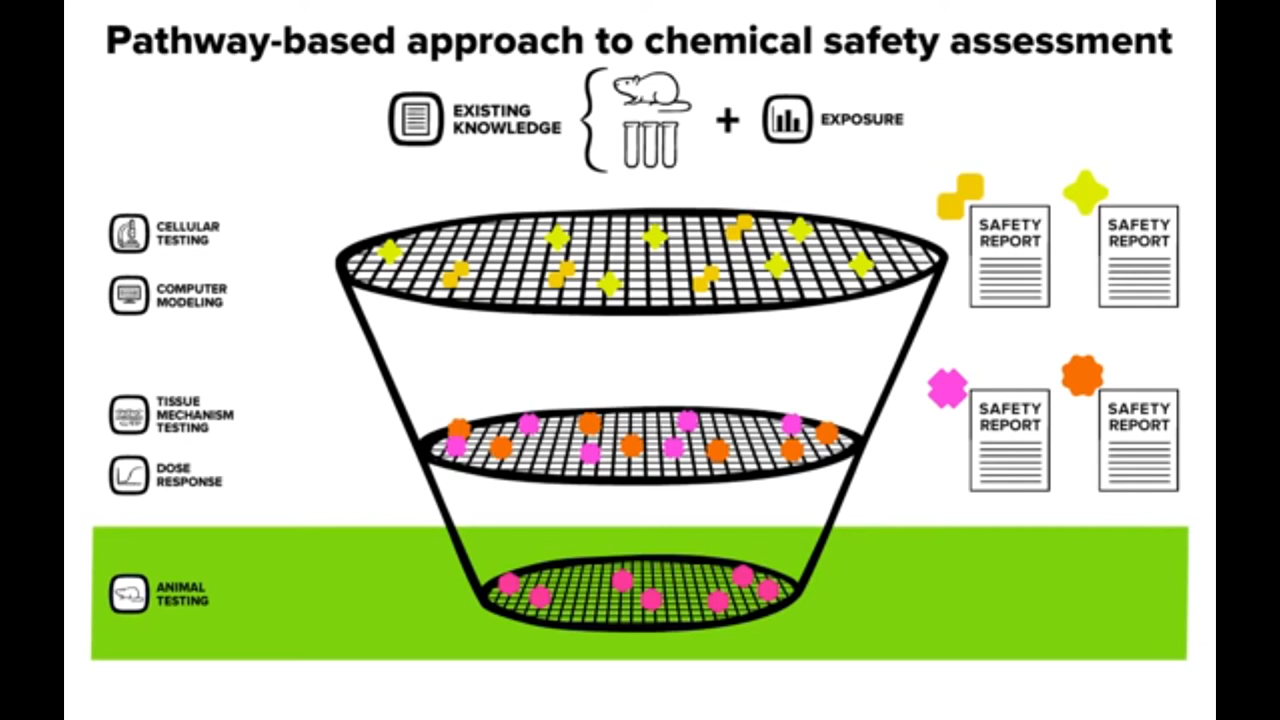 Pathway-based approach to chemical safety assessment
EXISTING
KNOWLEDGE
+
EXPOSURE
CELLULAR
TESTING
COMPUTER
MODELING
SAFETY
REPORT
SAFETY
REPORT
TISSUE
MECHANISM
TESTING
DOSE
RESPONSE
SAFETY
REPORT
SAFETY
REPORT
ANIMAL
TESTING